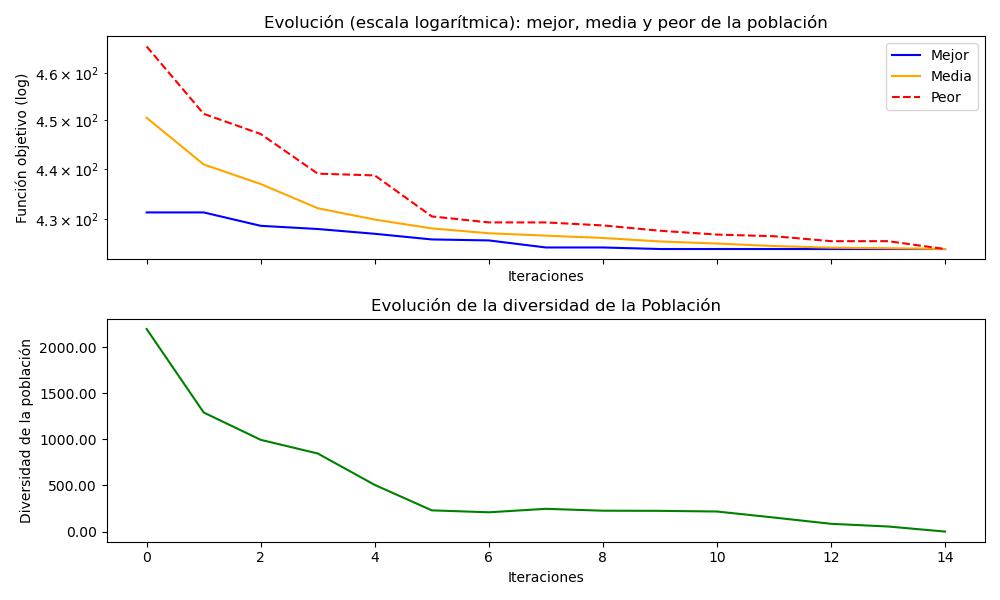 Evolución (escala logarítmica): mejor, media y peor de la población
Función objetivo (log)
4.6 × 10²
4.5 × 10²
4.4 × 10²
4.3 × 10²
Mejor
Media
Peor
Iteraciones
Evolución de la diversidad de la Población
Diversidad de la población
2000.00
1500.00
1000.00
500.00
0.00
0 2 4 6 8 10 12 14
Iteraciones